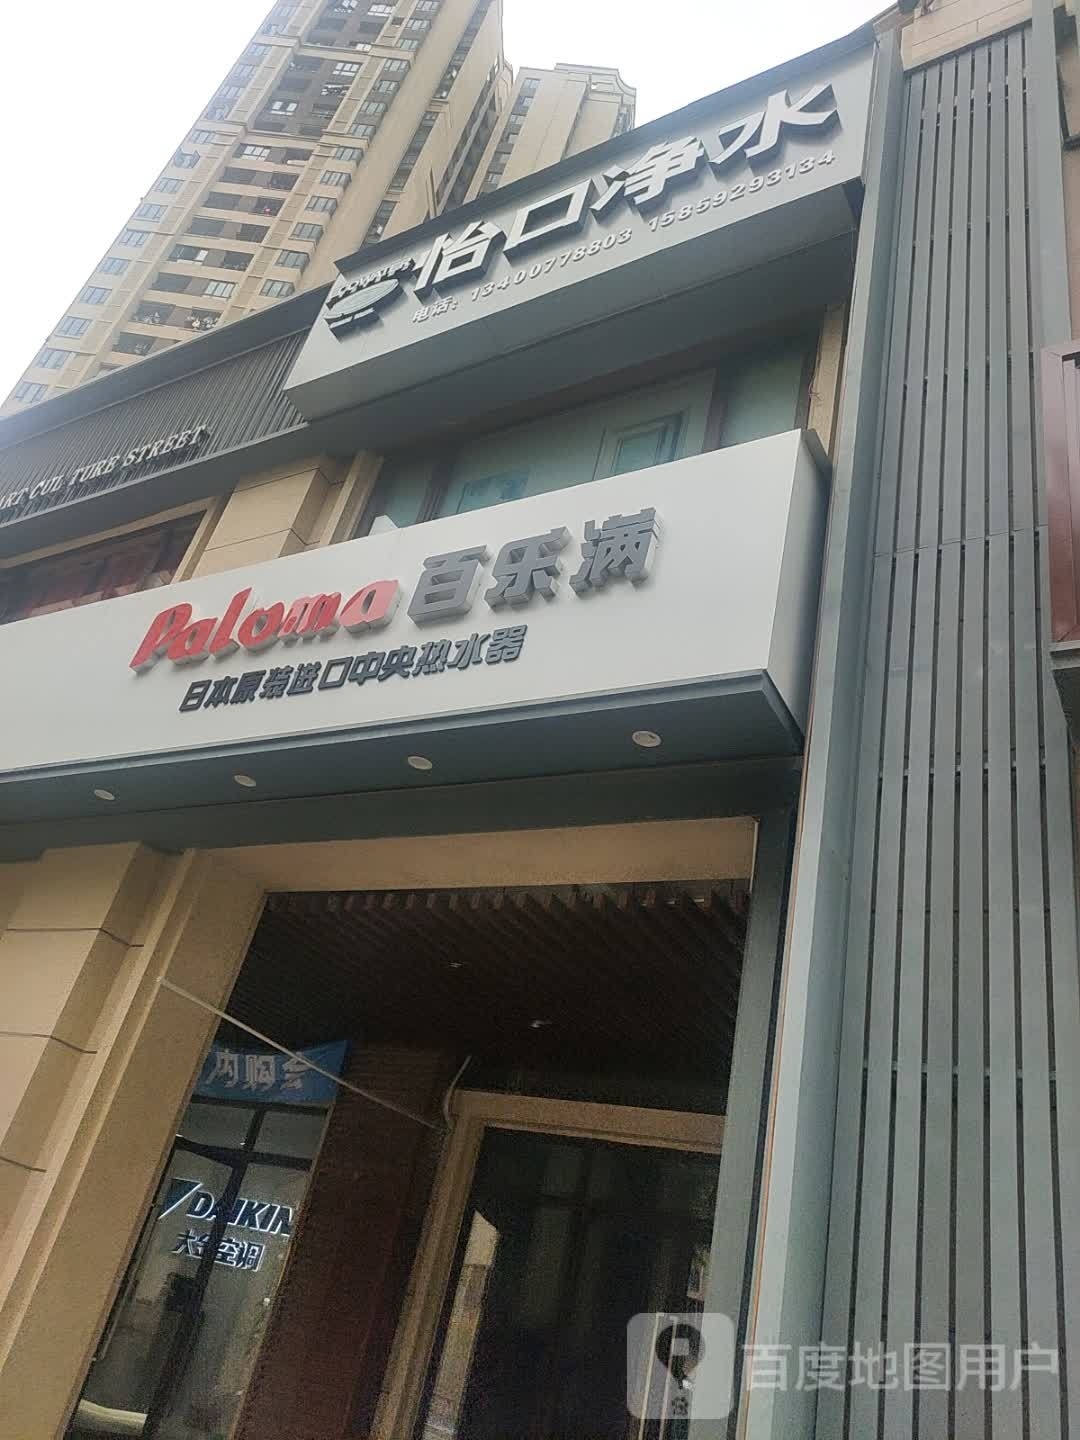 怡口净水
电话：13400778803 15859293134
ART CULTURE STREET
Paloma 百乐满
日本原装进口中央热水器
内购会
DAIKIN
大金空调
百度地图用户